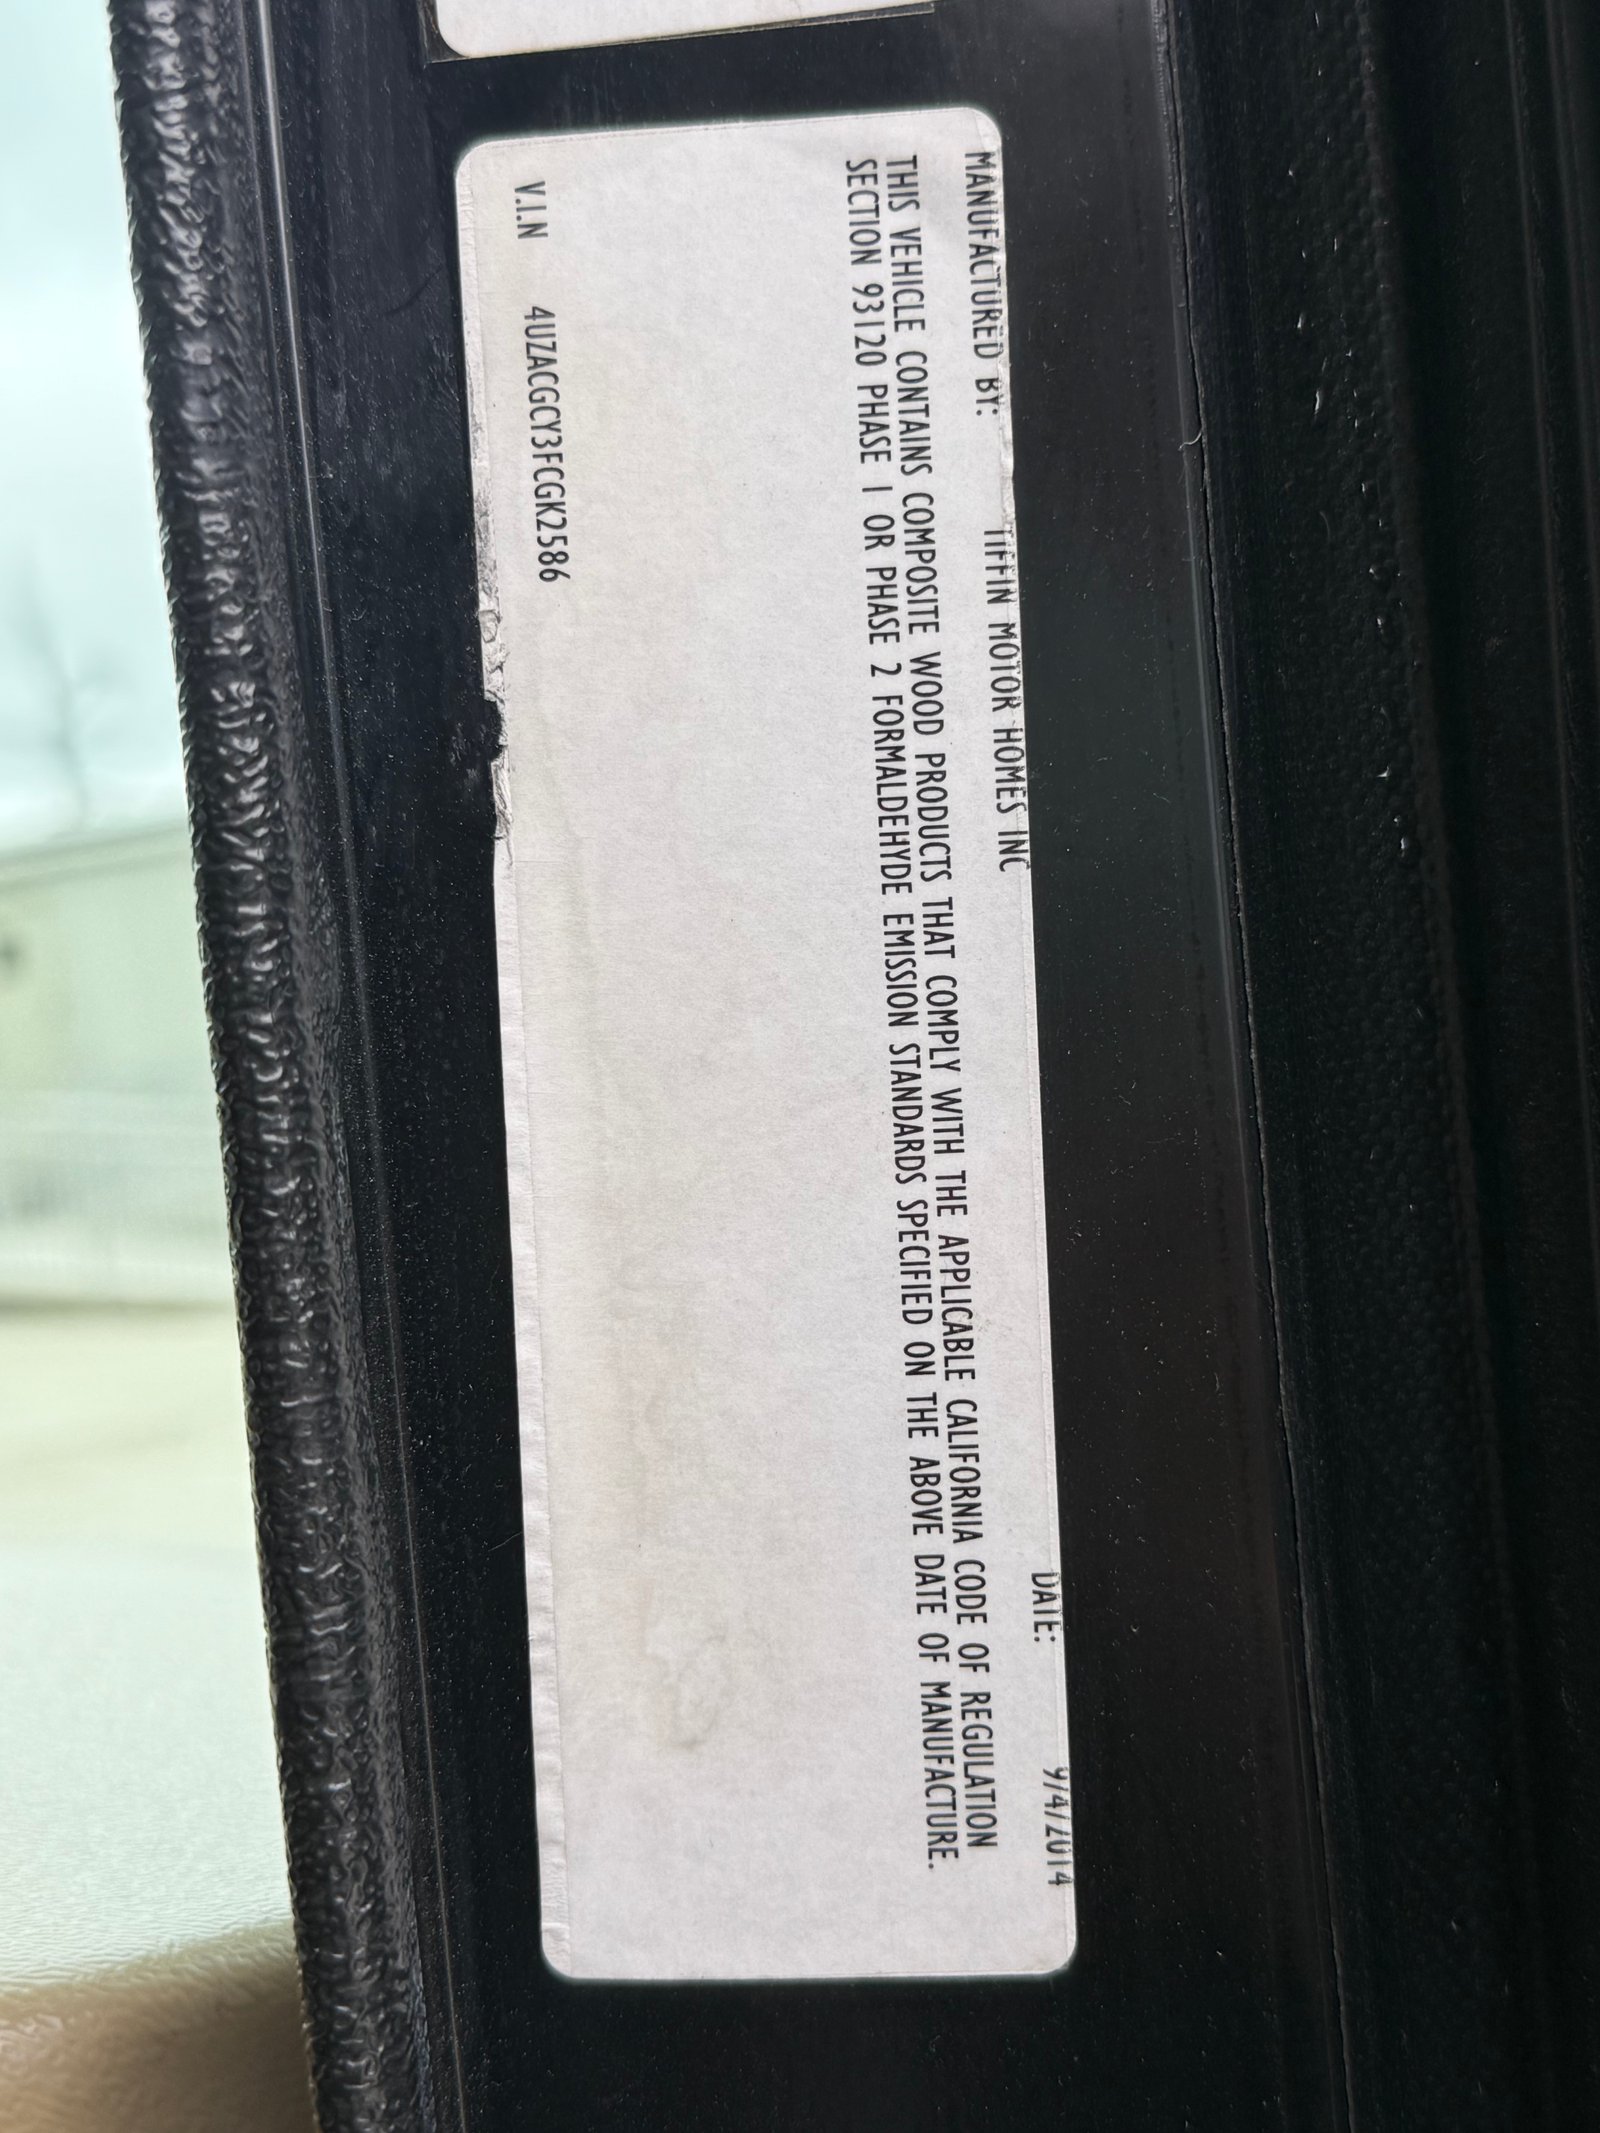 MANUFACTURED BY: TIFFIN MOTOR HOMES INC DATE: 9/4/2014
THIS VEHICLE CONTAINS COMPOSITE WOOD PRODUCTS THAT COMPLY WITH THE APPLICABLE CALIFORNIA CODE OF REGULATION
SECTION 93120 PHASE 1 OR PHASE 2 FORMALDEHYDE EMISSION STANDARDS SPECIFIED ON THE ABOVE DATE OF MANUFACTURE.
V.I.N 4UZACGCY3FCGK2586